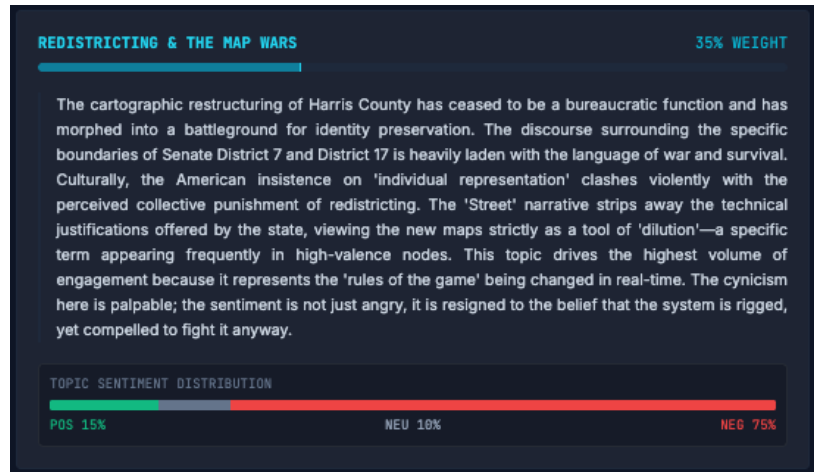 REDISTRICTING & THE MAP WARS
35% WEIGHT
The cartographic restructuring of Harris County has ceased to be a bureaucratic function and has
morphed into a battleground for identity preservation. The discourse surrounding the specific
boundaries of Senate District 7 and District 17 is heavily laden with the language of war and survival.
Culturally, the American insistence on 'individual representation' clashes violently with the
perceived collective punishment of redistricting. The 'Street' narrative strips away the technical
justifications offered by the state, viewing the new maps strictly as a tool of 'dilution'—a specific
term appearing frequently in high-valence nodes. This topic drives the highest volume of
engagement because it represents the 'rules of the game' being changed in real-time. The cynicism
here is palpable; the sentiment is not just angry, it is resigned to the belief that the system is rigged,
yet compelled to fight it anyway.
TOPIC SENTIMENT DISTRIBUTION
POS 15%
NEU 10%
NEG 75%